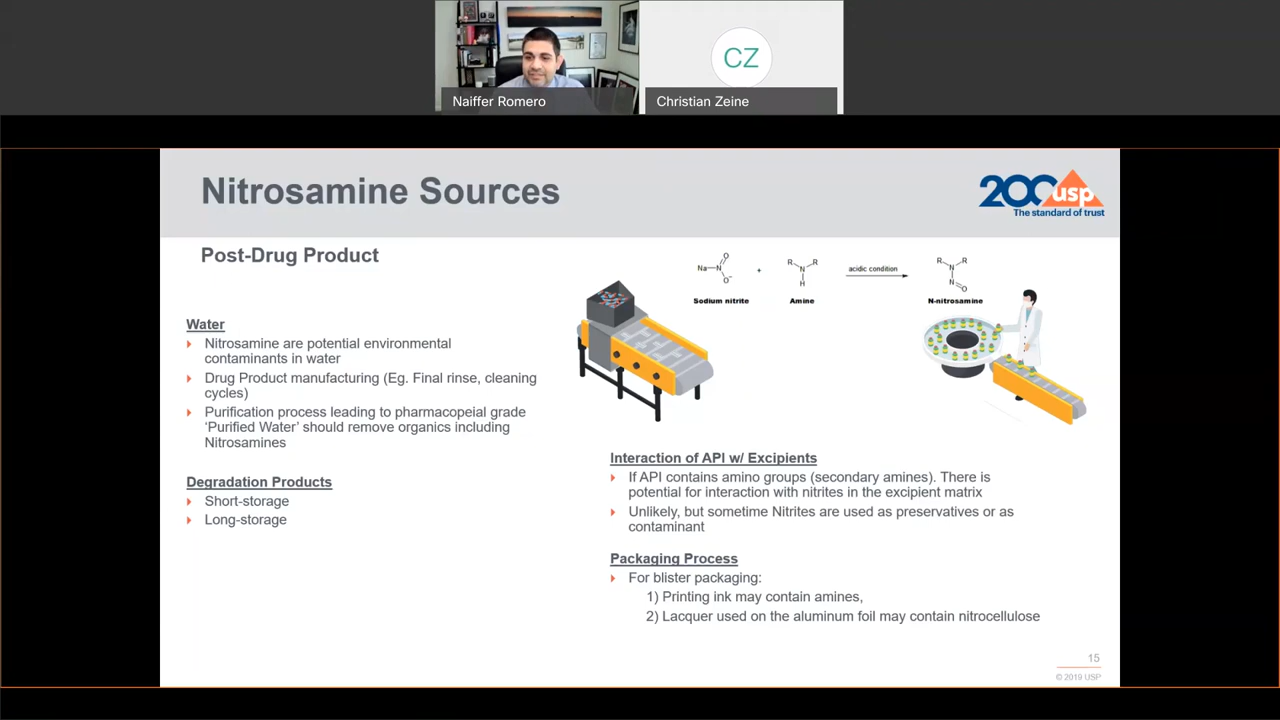 CZ
Naiffer Romero
Christian Zeine
Nitrosamine Sources
200 usp
The standard of trust
Post-Drug Product
Na N O O-
+
R R N H
acidic condition
R R N N O
Sodium nitrite
Amine
N-nitrosamine
Water
Nitrosamine are potential environmental
contaminants in water
Drug Product manufacturing (Eg. Final rinse, cleaning
cycles)
Purification process leading to pharmacopeial grade
‘Purified Water’ should remove organics including
Nitrosamines
Degradation Products
Short-storage
Long-storage
Interaction of API w/ Excipients
If API contains amino groups (secondary amines). There is
potential for interaction with nitrites in the excipient matrix
Unlikely, but sometime Nitrites are used as preservatives or as
contaminant
Packaging Process
For blister packaging:
1) Printing ink may contain amines,
2) Lacquer used on the aluminum foil may contain nitrocellulose
15
© 2019 USP